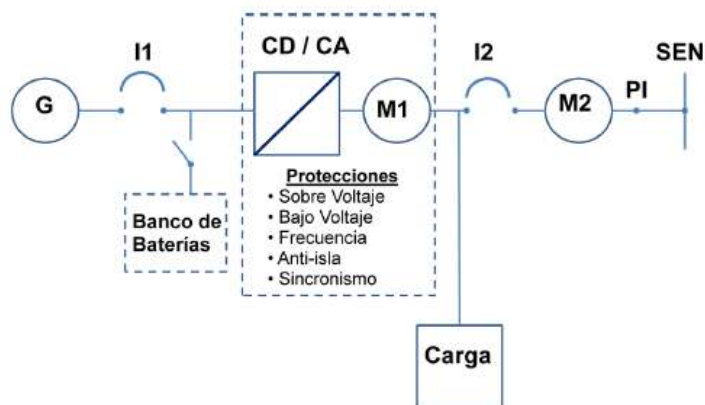 I1
CD / CA
I2
SEN
G
M1
M2
PI
Banco de
Baterías
Protecciones
• Sobre Voltaje
• Bajo Voltaje
• Frecuencia
• Anti-isla
• Sincronismo
Carga